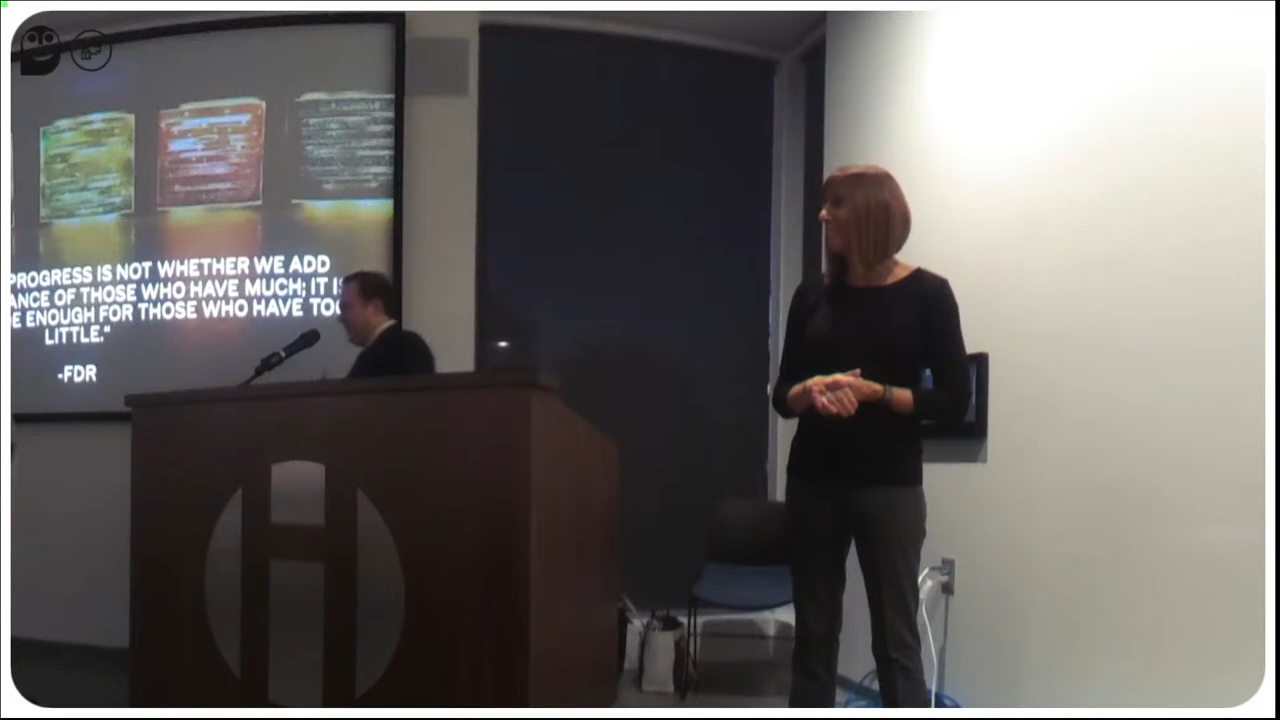 PROGRESS IS NOT WHETHER WE ADD
ANCE OF THOSE WHO HAVE MUCH; IT IS
E ENOUGH FOR THOSE WHO HAVE TOO
LITTLE."
-FDR